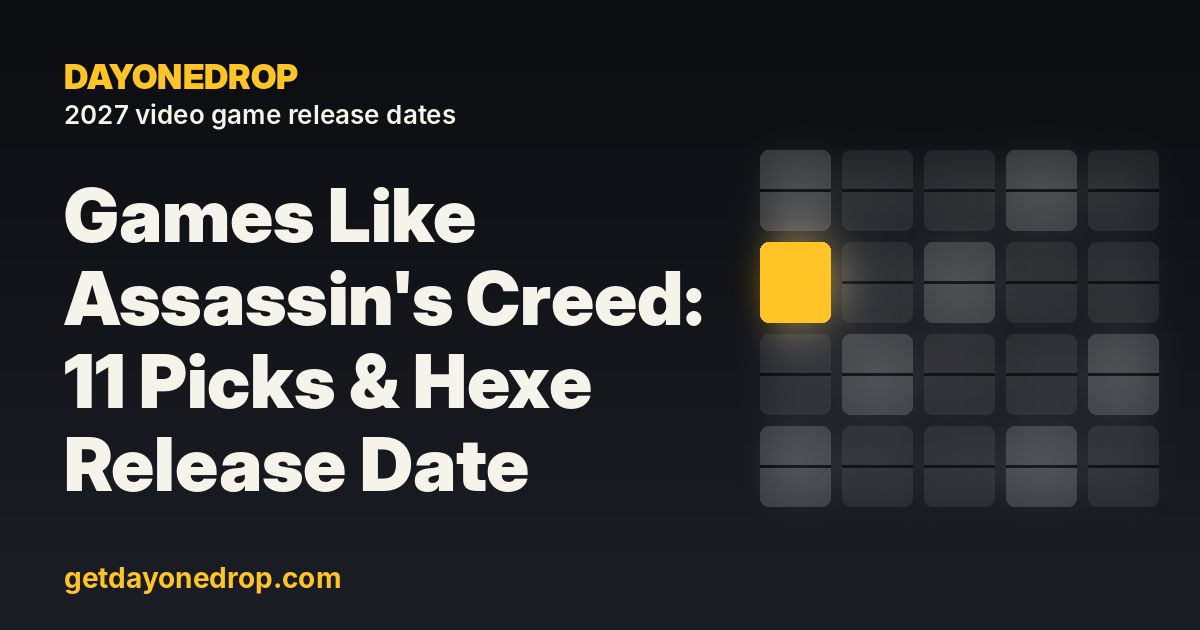 DAYONEDROP
2027 video game release dates
Games Like
Assassin's Creed:
11 Picks & Hexe
Release Date
getdayonedrop.com